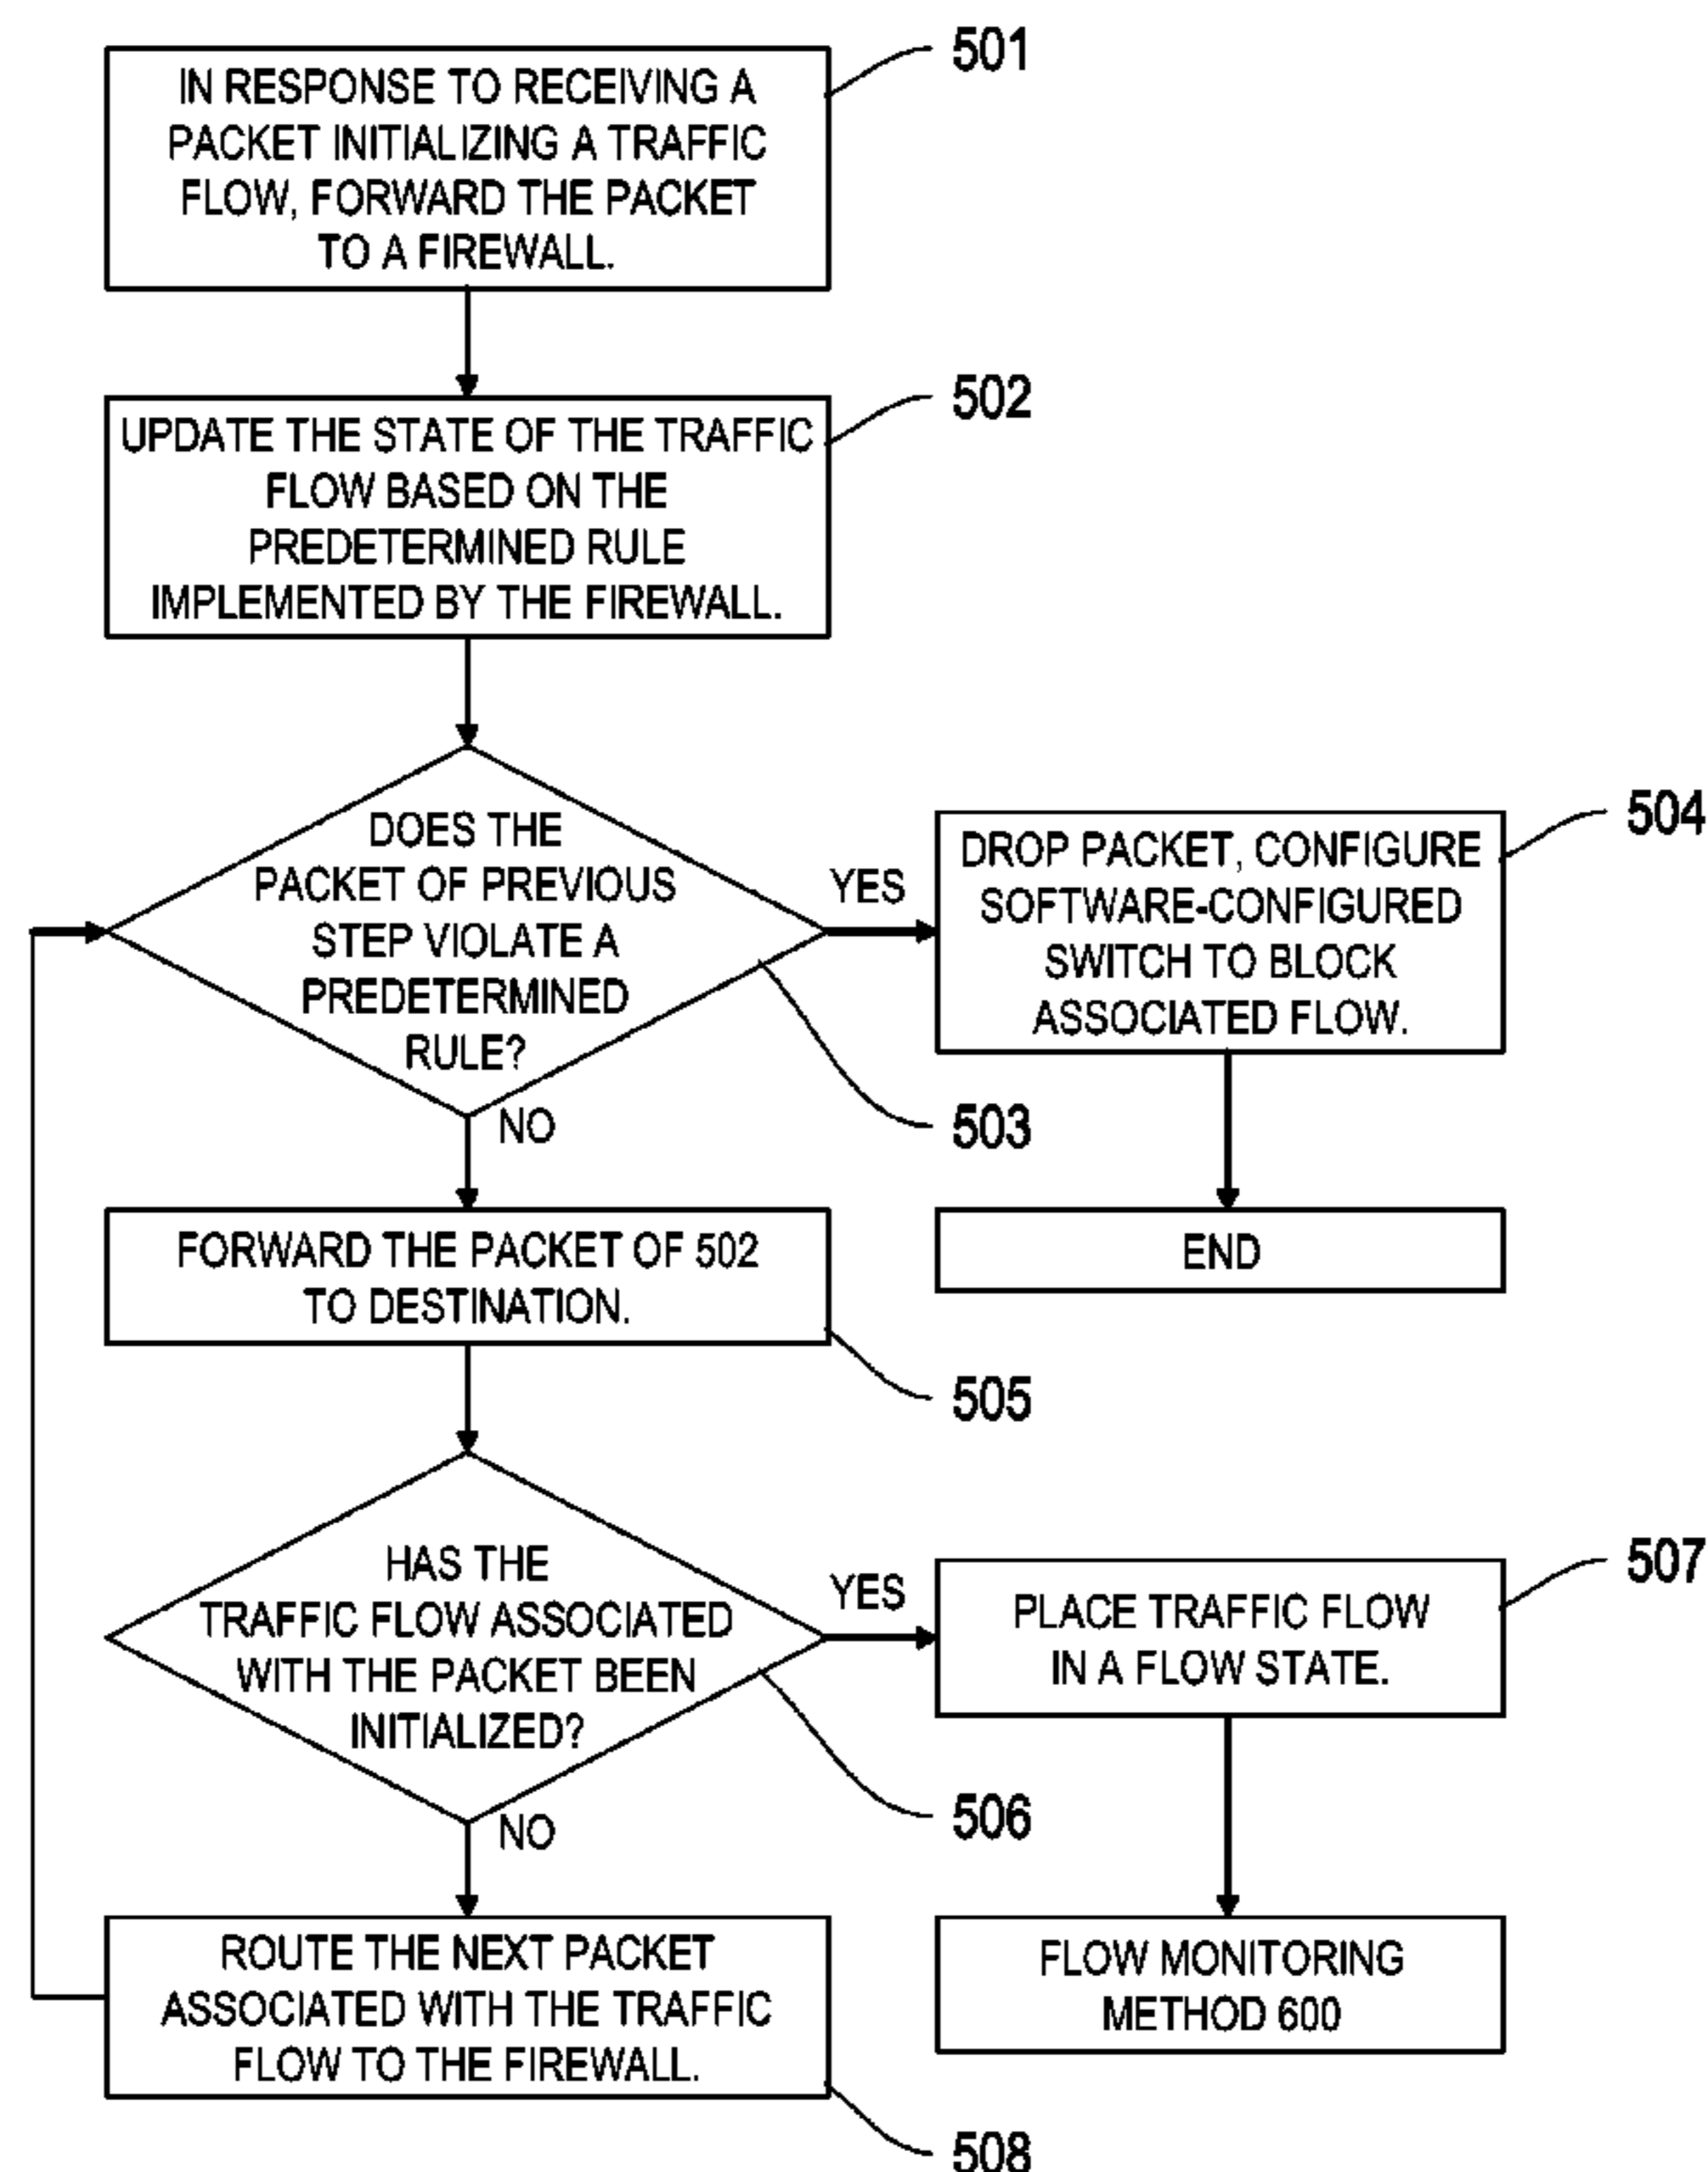 501
IN RESPONSE TO RECEIVING A
PACKET INITIALIZING A TRAFFIC
FLOW, FORWARD THE PACKET
TO A FIREWALL.
502
UPDATE THE STATE OF THE TRAFFIC
FLOW BASED ON THE
PREDETERMINED RULE
IMPLEMENTED BY THE FIREWALL.
DOES THE
PACKET OF PREVIOUS
STEP VIOLATE A
PREDETERMINED
RULE?
503
YES
504
DROP PACKET, CONFIGURE
SOFTWARE-CONFIGURED
SWITCH TO BLOCK
ASSOCIATED FLOW.
END
NO
FORWARD THE PACKET OF 502
TO DESTINATION.
505
HAS THE
TRAFFIC FLOW ASSOCIATED
WITH THE PACKET BEEN
INITIALIZED?
506
YES
507
PLACE TRAFFIC FLOW
IN A FLOW STATE.
FLOW MONITORING
METHOD 600
NO
ROUTE THE NEXT PACKET
ASSOCIATED WITH THE TRAFFIC
FLOW TO THE FIREWALL.
508